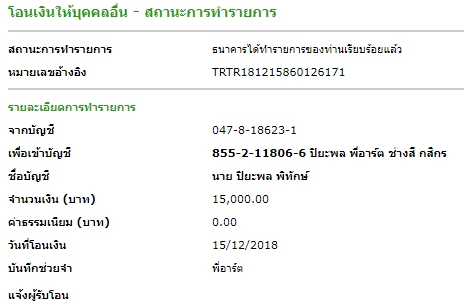 โอนเงินให้บุคคลอื่น - สถานะการทำรายการ
สถานะการทำรายการ ธนาคารได้ทำรายการของท่านเรียบร้อยแล้ว
หมายเลขอ้างอิง TRTR181215860126171
รายละเอียดการทำรายการ
จากบัญชี 047-8-18623-1
เพื่อเข้าบัญชี 855-2-11806-6 ปิยะพล พี่อาร์ต ช่างสี กสิกร
ชื่อบัญชี นาย ปิยะพล พิทักษ์
จำนวนเงิน (บาท) 15,000.00
ค่าธรรมเนียม (บาท) 0.00
วันที่โอนเงิน 15/12/2018
บันทึกช่วยจำ พี่อาร์ต
แจ้งผู้รับโอน